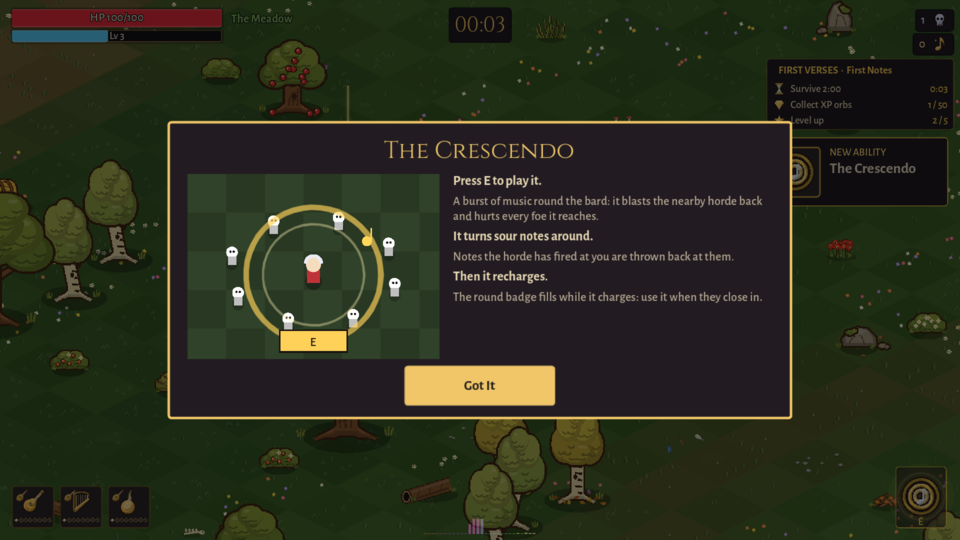 HP 100/100
The Meadow
Lv 3
00:03
1
0
FIRST VERSES · First Notes
Survive 2:00 0:03
Collect XP orbs 1/50
Level up 2/5
NEW ABILITY
The Crescendo
The Crescendo
Press E to play it.
A burst of music round the bard: it blasts the nearby horde back
and hurts every foe it reaches.
It turns sour notes around.
Notes the horde has fired at you are thrown back at them.
Then it recharges.
The round badge fills while it charges: use it when they close in.
E
Got It
E